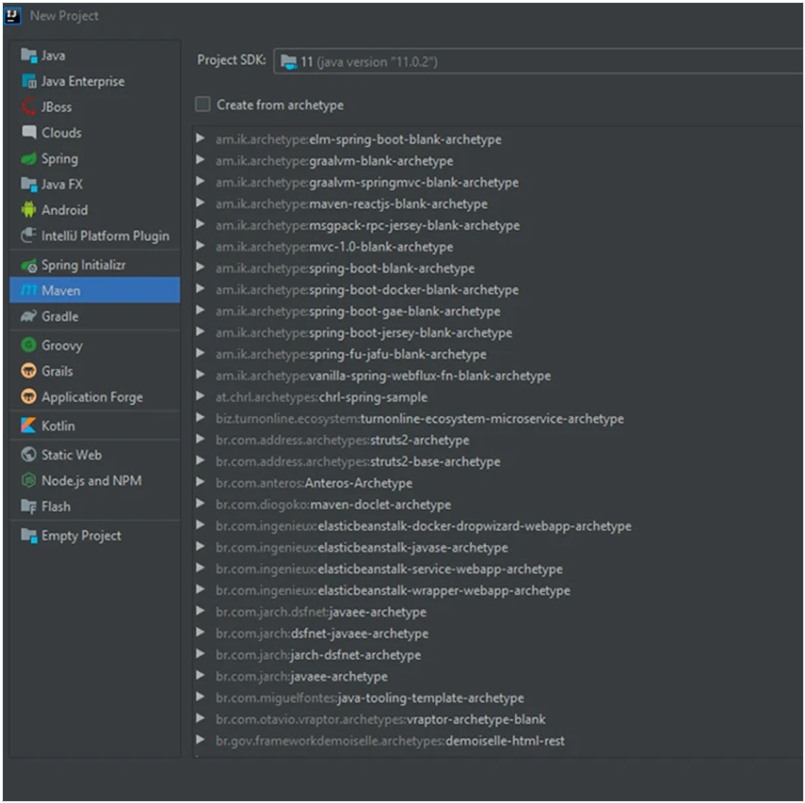 New Project
Java
Java Enterprise
JBoss
Clouds
Spring
Java FX
Android
IntelliJ Platform Plugin
Spring Initializr
Maven
Gradle
Groovy
Grails
Application Forge
Kotlin
Static Web
Node.js and NPM
Flash
Empty Project
Project SDK: 11 (java version "11.0.2")
Create from archetype
am.ik.archetype:elm-spring-boot-blank-archetype
am.ik.archetype:graalvm-blank-archetype
am.ik.archetype:graalvm-springmvc-blank-archetype
am.ik.archetype:maven-reactjs-blank-archetype
am.ik.archetype:msgpack-rpc-jersey-blank-archetype
am.ik.archetype:mvc-1.0-blank-archetype
am.ik.archetype:spring-boot-blank-archetype
am.ik.archetype:spring-boot-docker-blank-archetype
am.ik.archetype:spring-boot-gae-blank-archetype
am.ik.archetype:spring-boot-jersey-blank-archetype
am.ik.archetype:spring-fu-jafu-blank-archetype
am.ik.archetype:vanilla-spring-webflux-fn-blank-archetype
at.chrl.archetypes:chrl-spring-sample
biz.turnonline.ecosystem:turnonline-ecosystem-microservice-archetype
br.com.address.archetypes:struts2-archetype
br.com.address.archetypes:struts2-base-archetype
br.com.anteros:Anteros-Archetype
br.com.diogoko:maven-doclet-archetype
br.com.ingenieux:elasticbeanstalk-docker-dropwizard-webapp-archetype
br.com.ingenieux:elasticbeanstalk-javase-archetype
br.com.ingenieux:elasticbeanstalk-service-webapp-archetype
br.com.ingenieux:elasticbeanstalk-wrapper-webapp-archetype
br.com.jarch.dsfnet:javaee-archetype
br.com.jarch:dsfnet-javaee-archetype
br.com.jarch:jarch-dsfnet-archetype
br.com.jarch:javaee-archetype
br.com.miguelfontes:java-tooling-template-archetype
br.com.otavio.vraptor.archetypes:vraptor-archetype-blank
br.gov.frameworkdemoiselle.archetypes:demoiselle-html-rest